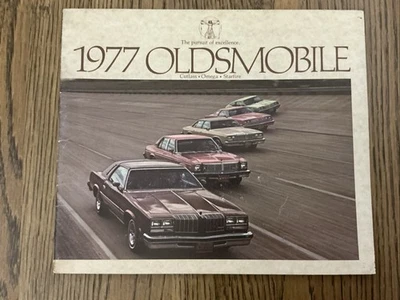 The pursuit of excellence.
1977 OLDSMOBILE
Cutlass • Omega • Starfire